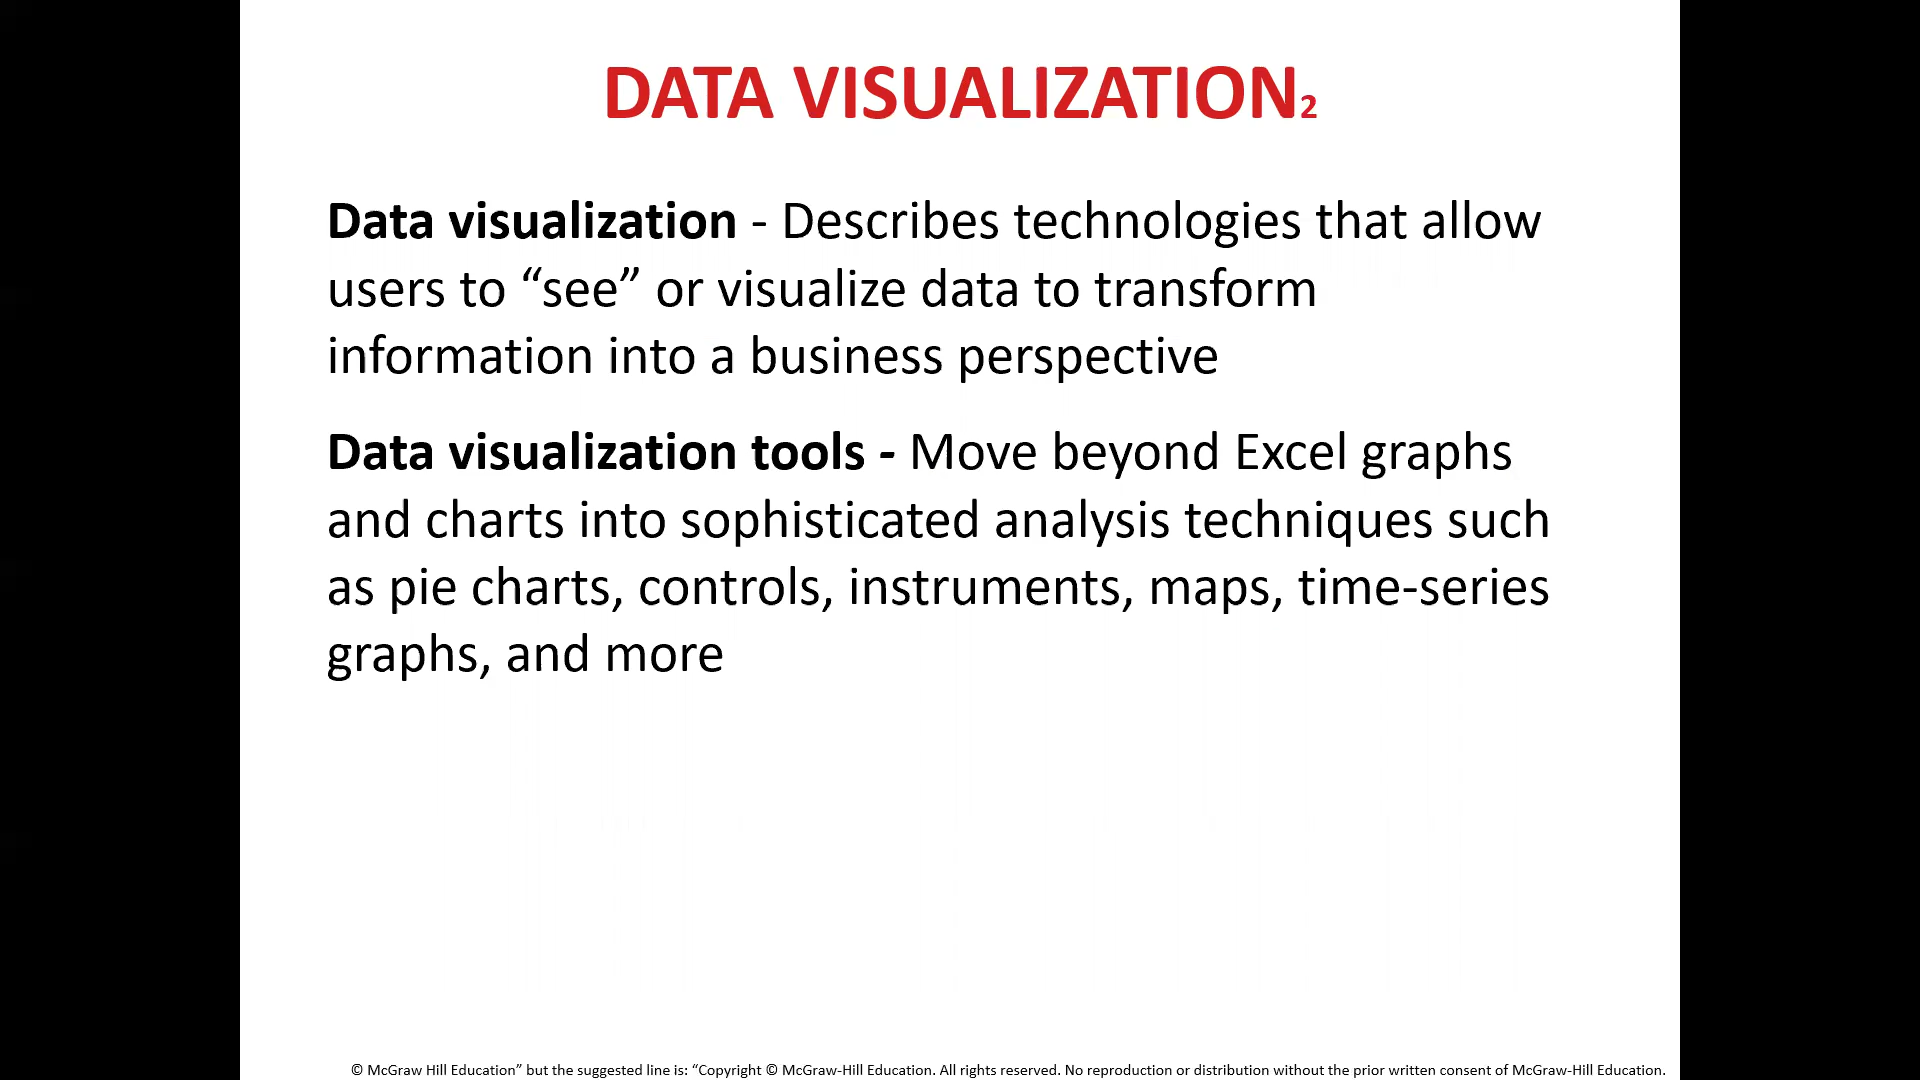 DATA VISUALIZATION2
Data visualization - Describes technologies that allow
users to “see” or visualize data to transform
information into a business perspective
Data visualization tools - Move beyond Excel graphs
and charts into sophisticated analysis techniques such
as pie charts, controls, instruments, maps, time-series
graphs, and more
© McGraw Hill Education” but the suggested line is: “Copyright © McGraw-Hill Education. All rights reserved. No reproduction or distribution without the prior written consent of McGraw-Hill Education.